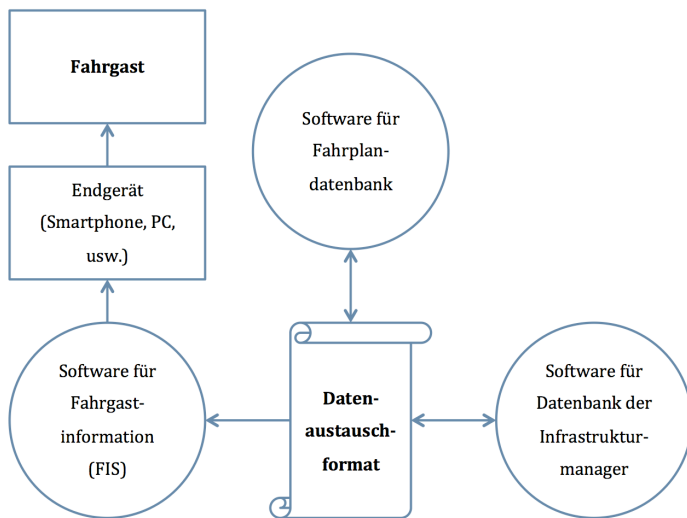 Fahrgast
Software für
Fahrplan-
datenbank
Endgerät
(Smartphone, PC,
usw.)
Software für
Fahrgast-
information
(FIS)
Daten-
austausch-
format
Software für
Datenbank der
Infrastruktur-
manager